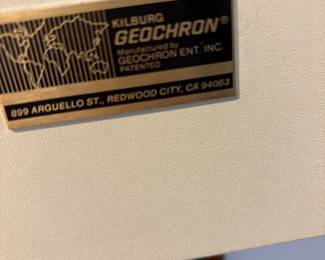 KILBURG
GEOCHRON®
Manufactured by
GEOCHRON ENT. INC.
PATENTED
899 ARGUELLO ST., REDWOOD CITY, CA 94063